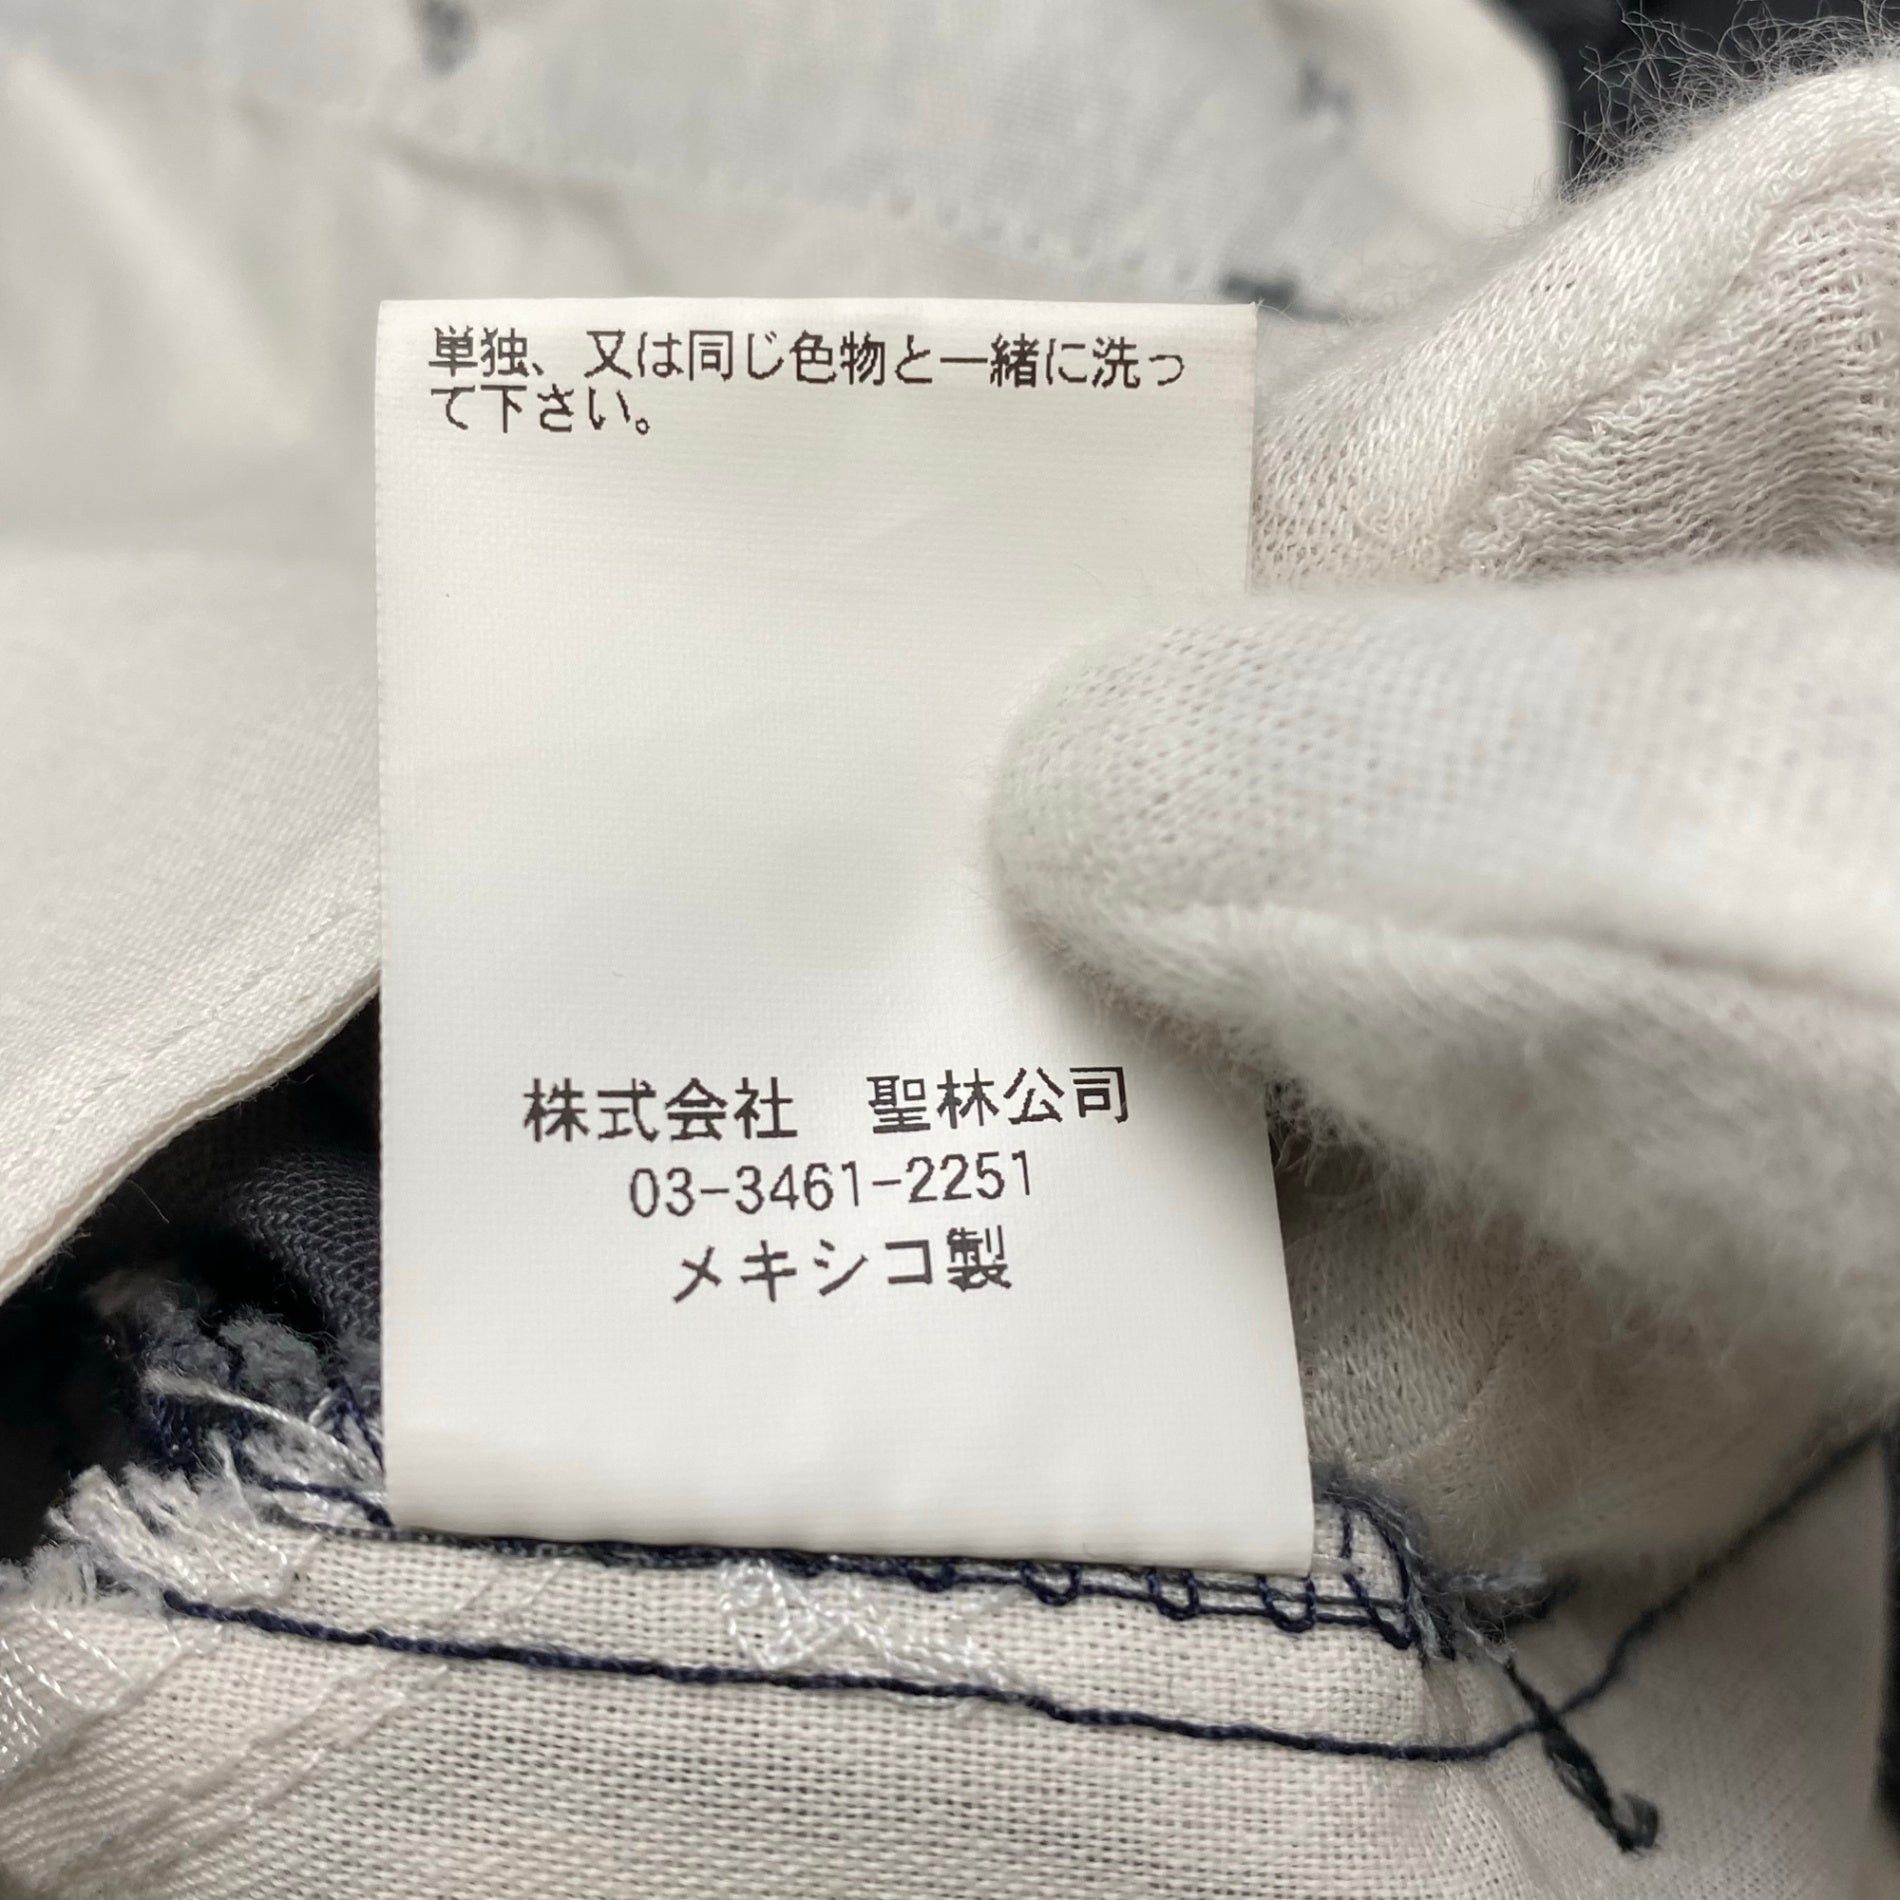 単独、又は同じ色物と一緒に洗っ
て下さい。
株式会社　聖林公司
03-3461-2251
メキシコ製